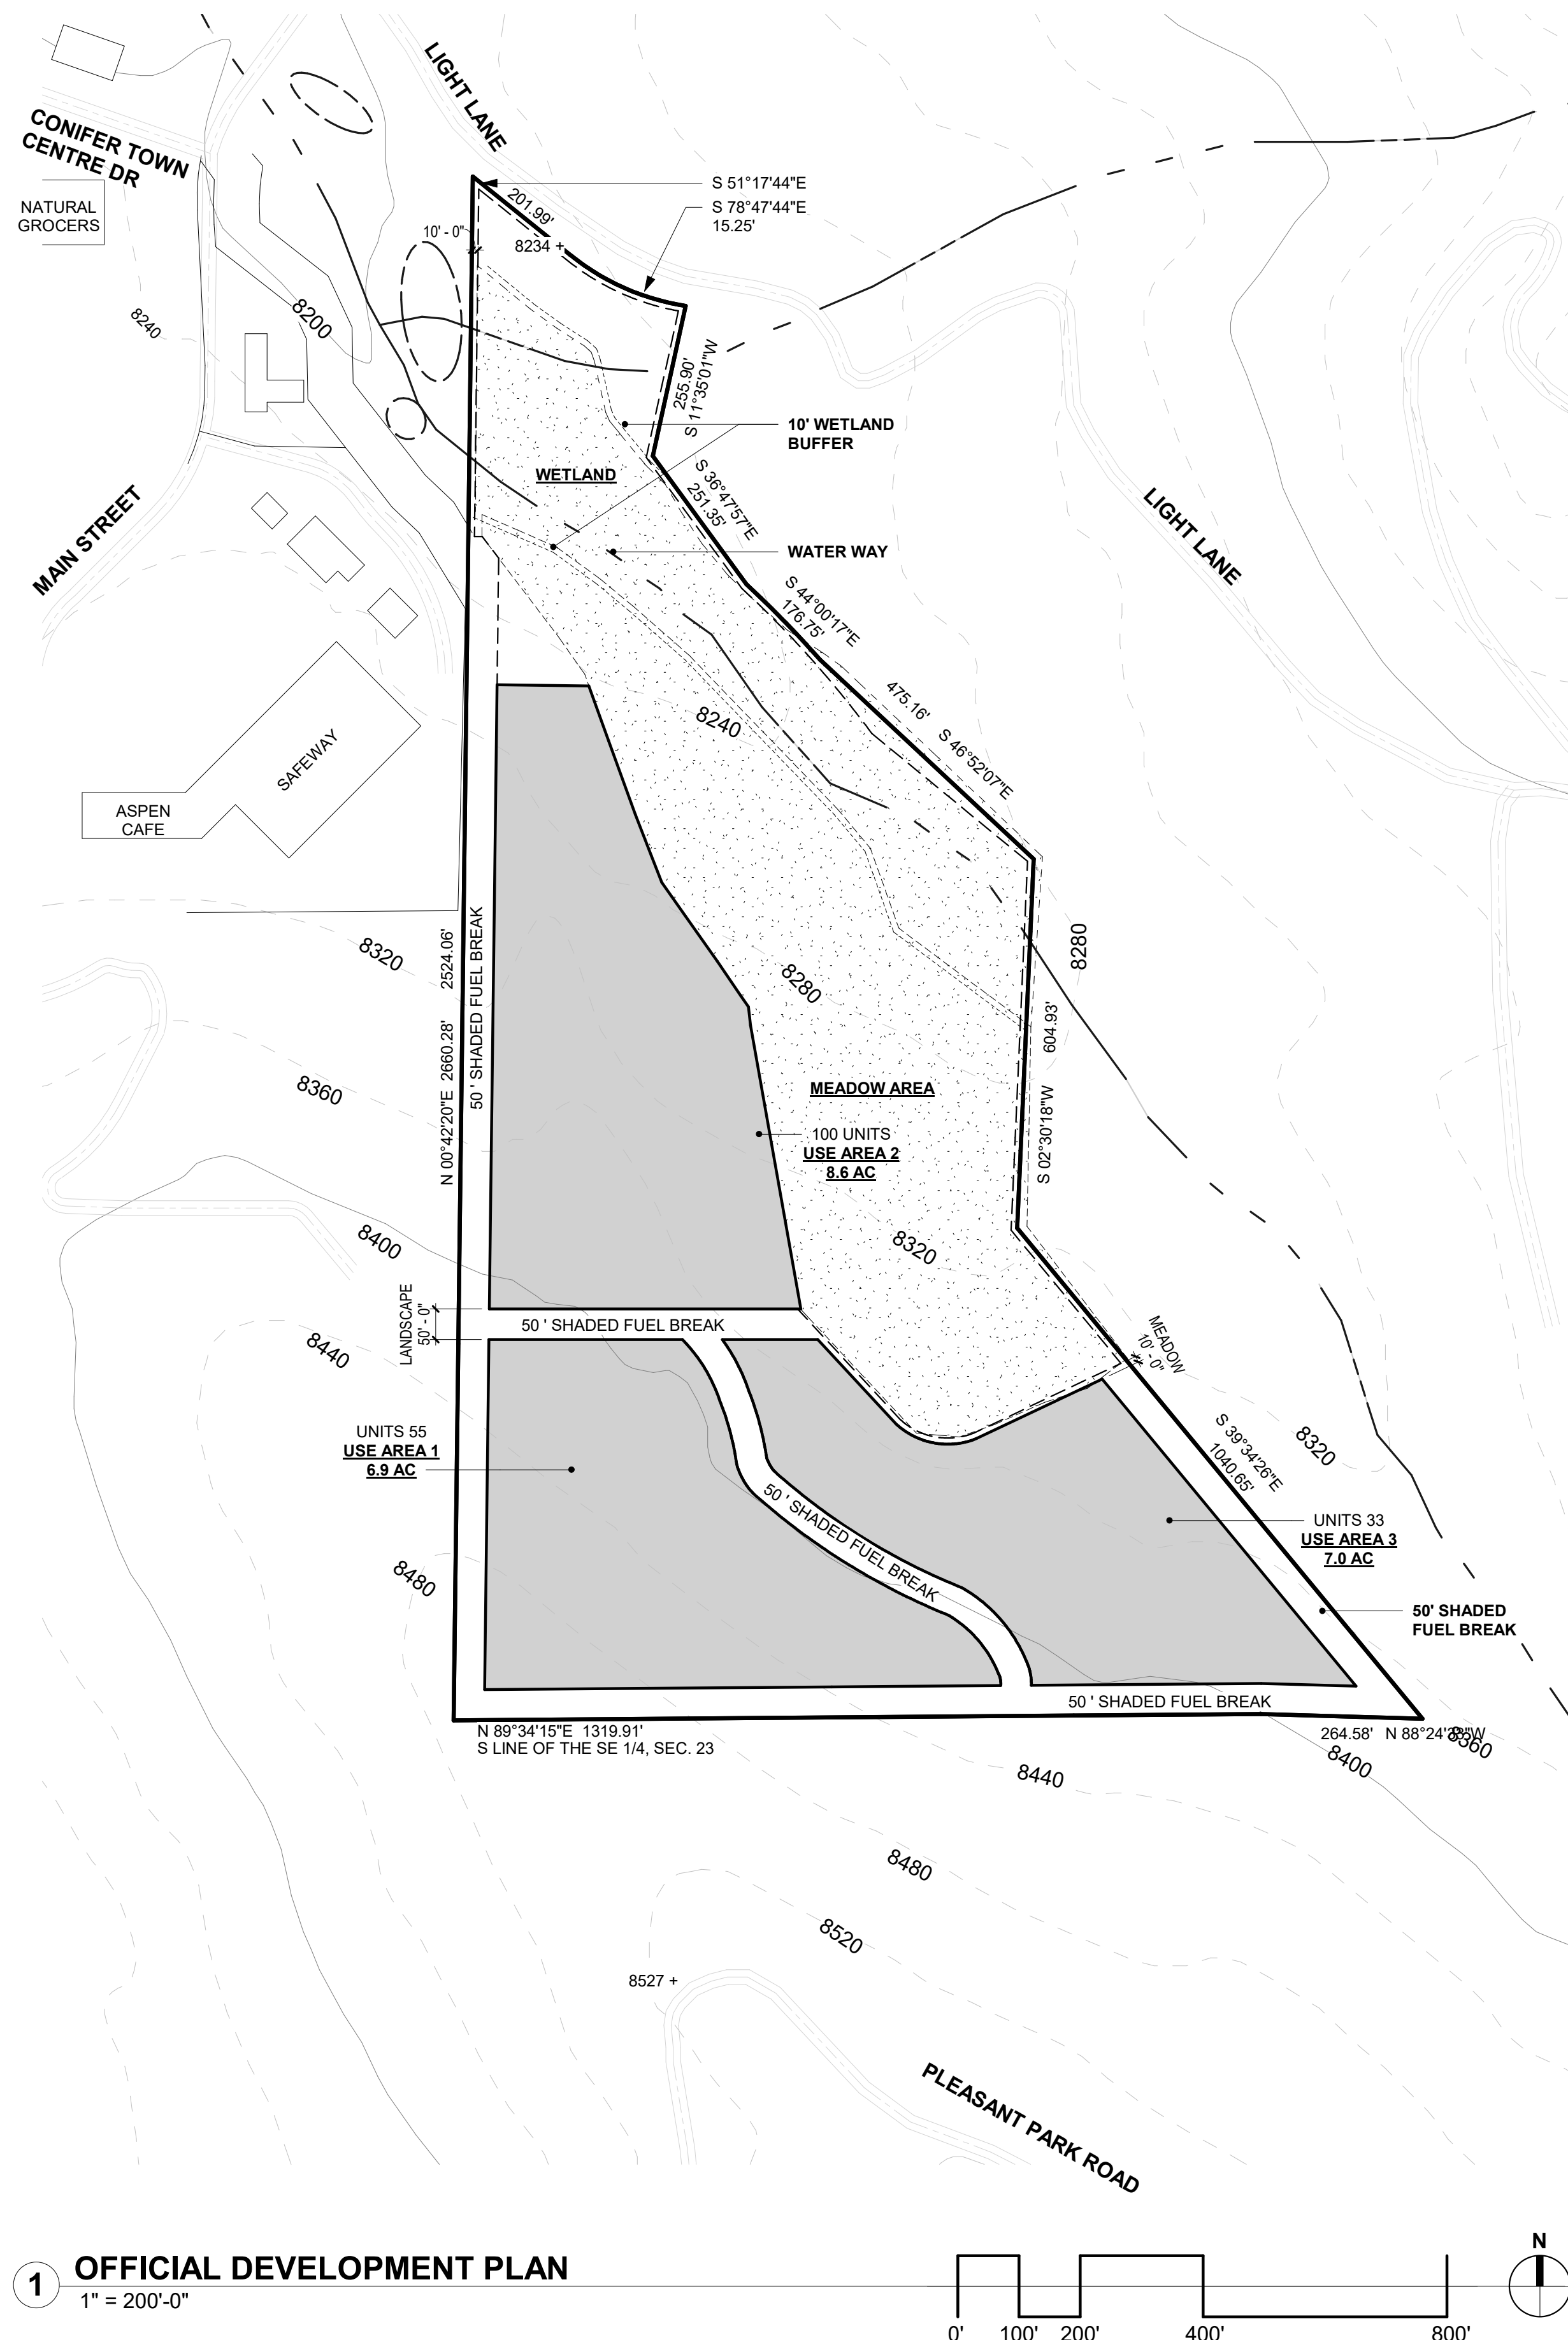 LIGHT LANE
CONIFER TOWN
CENTRE DR
NATURAL
GROCERS
S 51°17'44"E
S 78°47'44"E
15.25'
201.99'
10' - 0"
8234 +
8240
8200
255.90'
S 11°35'01"W
10' WETLAND
BUFFER
WETLAND
S 36°47'57"E
251.35'
WATER WAY
MAIN STREET
LIGHT LANE
S 44°00'17"E
176.75'
475.16' S 46°52'07"E
8240
SAFEWAY
ASPEN
CAFE
8320
8280
8280
N 00°42'20"E 2660.28' 2524.06'
50 ' SHADED FUEL BREAK
S 02°30'18"W 604.93'
8360
MEADOW AREA
100 UNITS
USE AREA 2
8.6 AC
8400
8320
LANDSCAPE
50' - 0"
50 ' SHADED FUEL BREAK
8440
MEADOW
10' - 0"
UNITS 55
USE AREA 1
6.9 AC
S 39°34'26"E
1040.65'
8320
50 ' SHADED FUEL BREAK
UNITS 33
USE AREA 3
7.0 AC
8480
50' SHADED
FUEL BREAK
50 ' SHADED FUEL BREAK
N 89°34'15"E 1319.91'
S LINE OF THE SE 1/4, SEC. 23
264.58' N 88°24'38"W
8360
8400
8440
8480
8520
8527 +
PLEASANT PARK ROAD
1
OFFICIAL DEVELOPMENT PLAN
1" = 200'-0"
0' 100' 200' 400' 800'
N